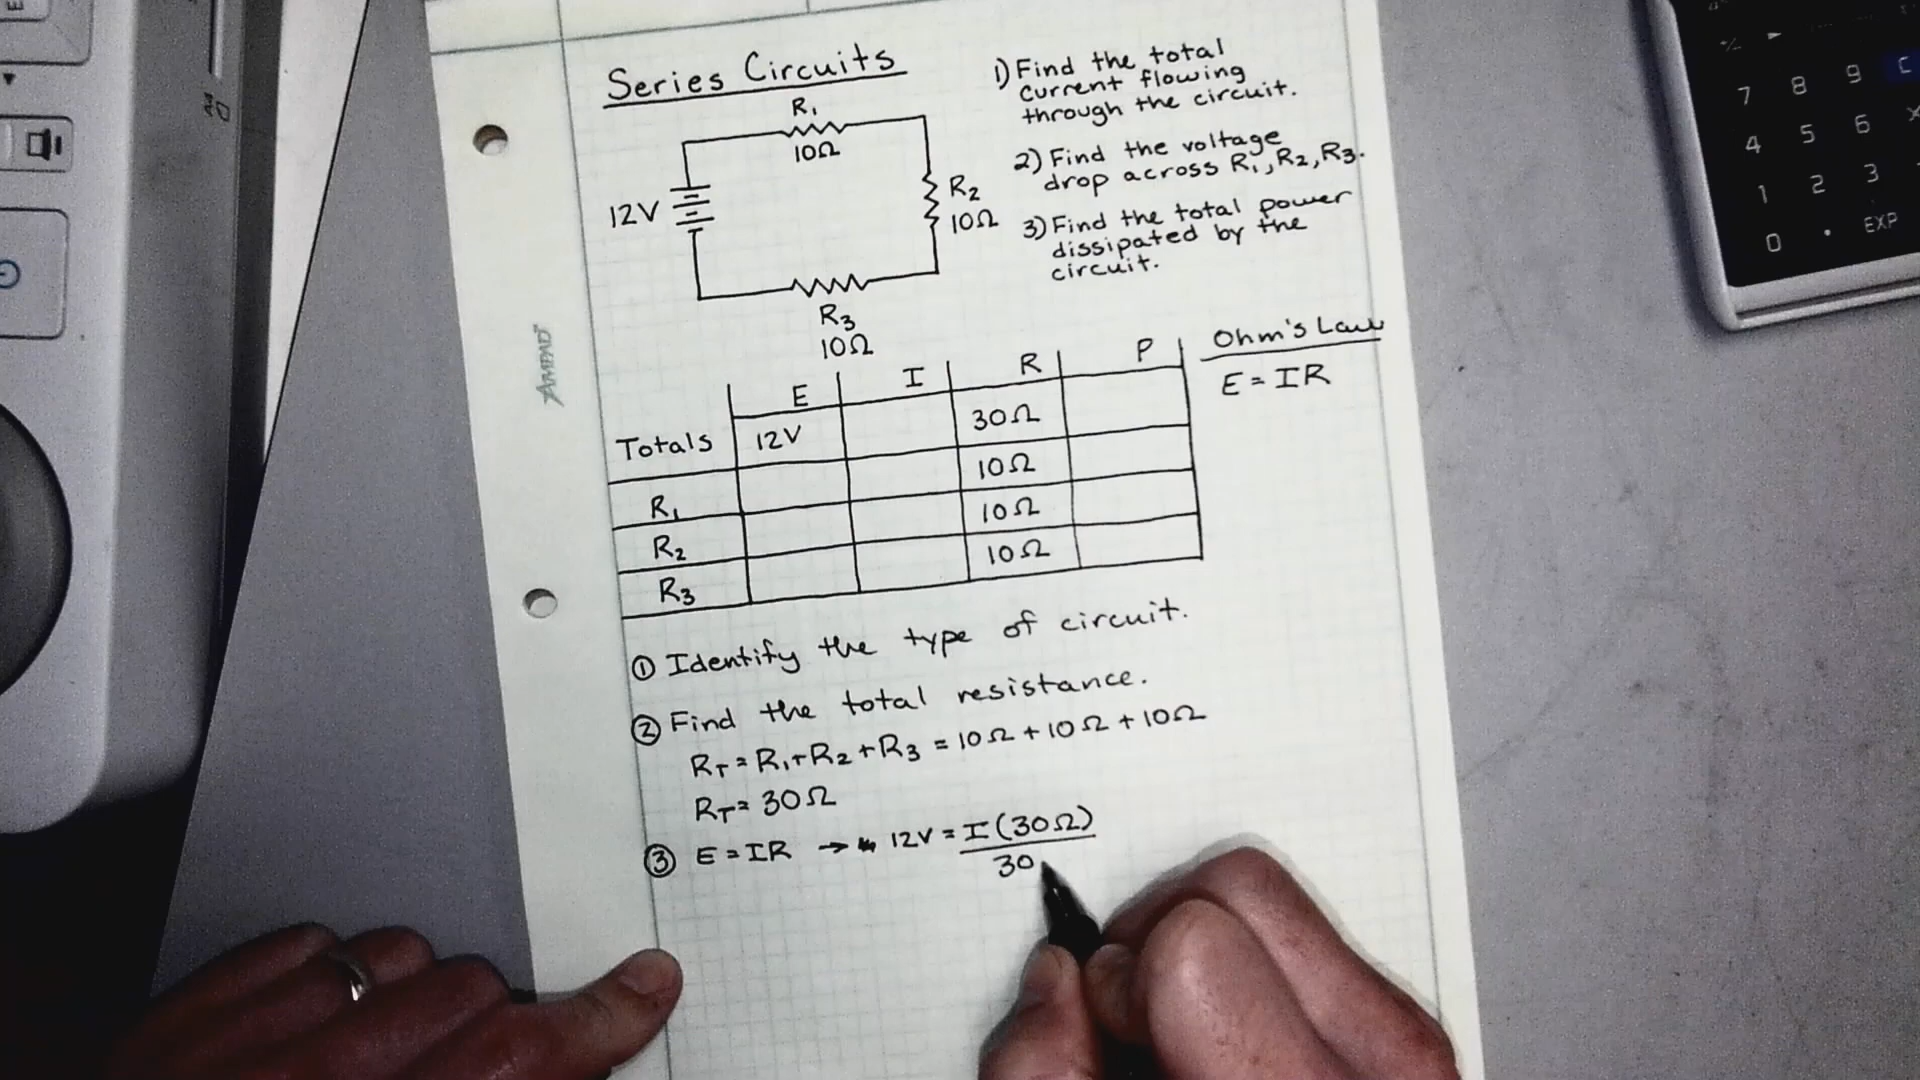 Series Circuits
R₁
10Ω
12V
R₂
10Ω
R₃
10Ω
1) Find the total
current flowing
through the circuit.
2) Find the voltage
drop across R₁, R₂, R₃.
3) Find the total power
dissipated by the
circuit.
AMPAD
E I R P
Totals 12V 30Ω
R₁ 10Ω
R₂ 10Ω
R₃ 10Ω
Ohm's Law
E = IR
① Identify the type of circuit.
② Find the total resistance.
R_T = R₁ + R₂ + R₃ = 10Ω + 10Ω + 10Ω
R_T = 30Ω
③ E = IR → 12V = I(30Ω)
30
7 8 9 C
4 5 6 ×
1 2 3
0 . EXP